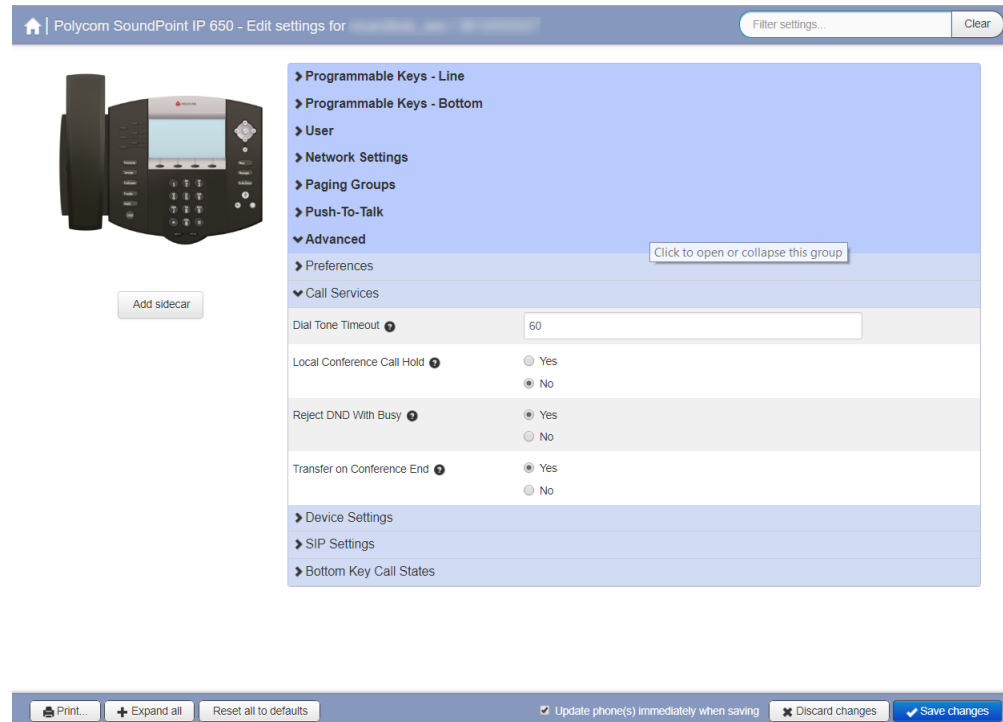 Polycom SoundPoint IP 650 - Edit settings for
Filter settings...
Clear
Programmable Keys - Line
Programmable Keys - Bottom
User
Network Settings
Paging Groups
Push-To-Talk
Advanced
Click to open or collapse this group
Preferences
Call Services
Add sidecar
Dial Tone Timeout ?
60
Local Conference Call Hold ?
Yes
No
Reject DND With Busy ?
Yes
No
Transfer on Conference End ?
Yes
No
Device Settings
SIP Settings
Bottom Key Call States
Print...
Expand all
Reset all to defaults
Update phone(s) immediately when saving
Discard changes
Save changes